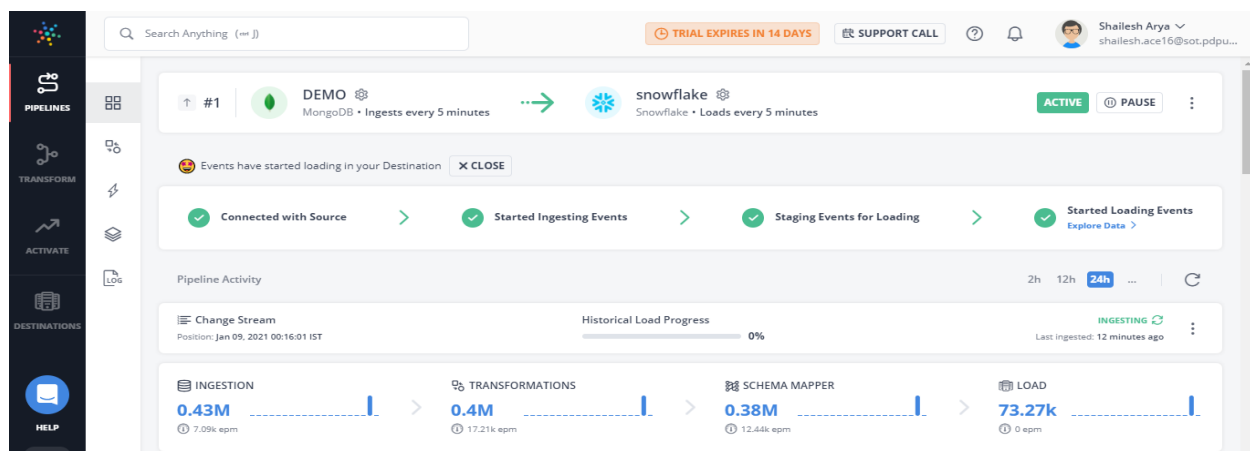 Search Anything (⏎ J)
TRIAL EXPIRES IN 14 DAYS
SUPPORT CALL
Shailesh Arya
shailesh.ace16@sot.pdpu...
PIPELINES
TRANSFORM
ACTIVATE
DESTINATIONS
HELP
LOG
#1
DEMO
MongoDB • Ingests every 5 minutes
snowflake
Snowflake • Loads every 5 minutes
ACTIVE
PAUSE
Events have started loading in your Destination
✕ CLOSE
Connected with Source
Started Ingesting Events
Staging Events for Loading
Started Loading Events
Explore Data >
Pipeline Activity
2h 12h 24h ...
Change Stream
Position: Jan 09, 2021 00:16:01 IST
Historical Load Progress
0%
INGESTING
Last ingested: 12 minutes ago
INGESTION
0.43M
7.09k epm
TRANSFORMATIONS
0.4M
17.21k epm
SCHEMA MAPPER
0.38M
12.44k epm
LOAD
73.27k
0 epm